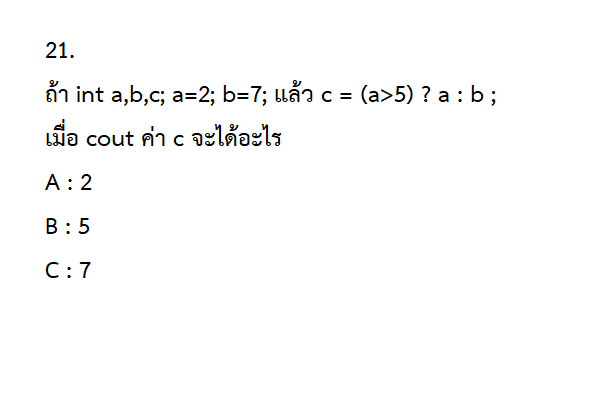 21.
ถ้า int a,b,c; a=2; b=7; แล้ว c = (a>5) ? a : b ;
เมื่อ cout ค่า c จะได้อะไร
A : 2
B : 5
C : 7